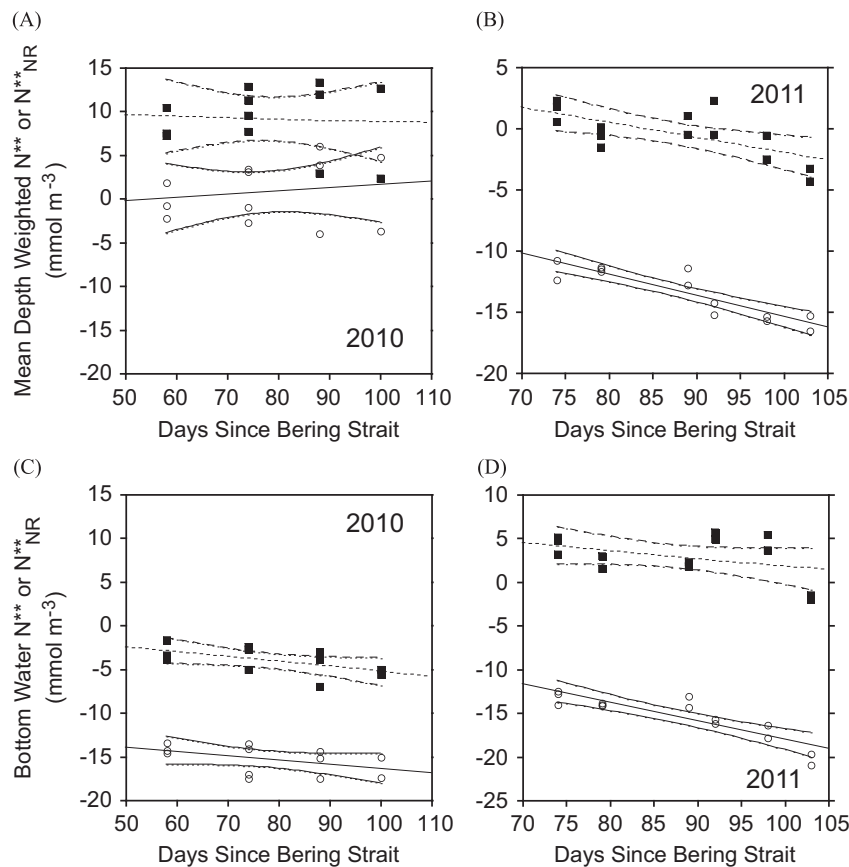 (A)
Mean Depth Weighted N** or N**NR
(mmol m-3)
15
10
5
0
-5
-10
-15
-20
50 60 70 80 90 100 110
2010
Days Since Bering Strait
(B)
5
0
-5
-10
-15
-20
70 75 80 85 90 95 100 105
2011
Days Since Bering Strait
(C)
Bottom Water N** or N**NR
(mmol m-3)
15
10
5
0
-5
-10
-15
-20
50 60 70 80 90 100 110
2010
Days Since Bering Strait
(D)
10
5
0
-5
-10
-15
-20
-25
70 75 80 85 90 95 100 105
2011
Days Since Bering Strait